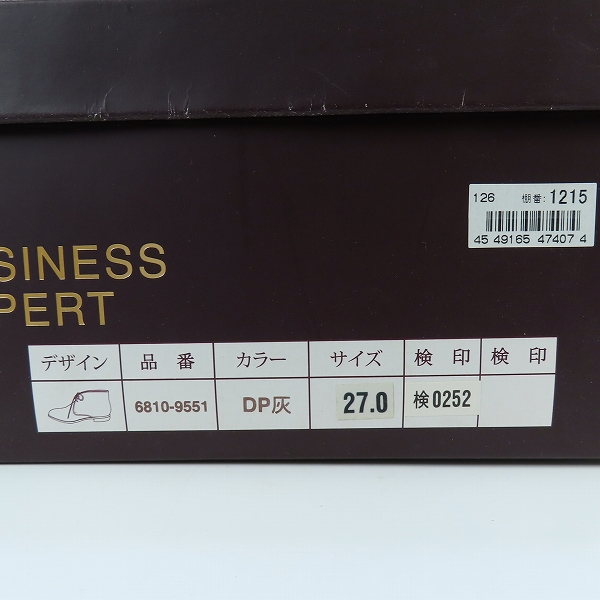 126 棚番:1215
45 49165 47407 4
SINESS
PERT
デザイン 品番 カラー サイズ 検印 検印
6810-9551 DP灰 27.0 検0252